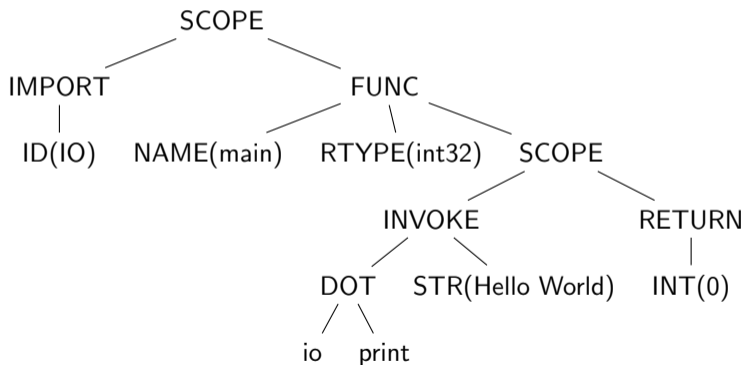 SCOPE
IMPORT FUNC
ID(IO) NAME(main) RTYPE(int32) SCOPE
INVOKE RETURN
DOT STR(Hello World) INT(0)
io print